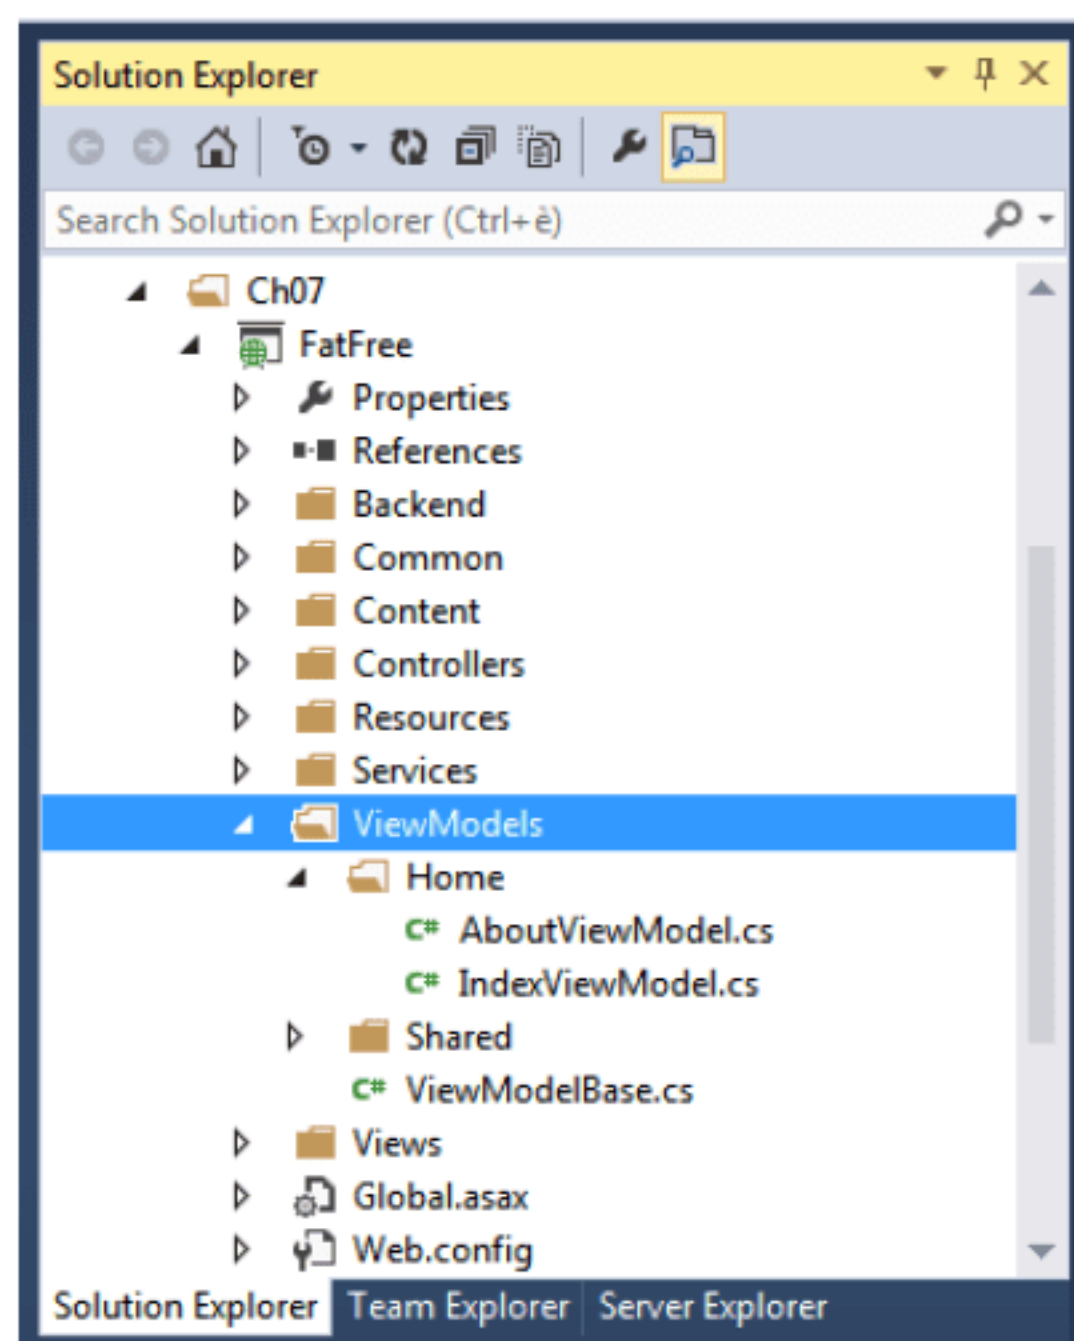 Solution Explorer
Search Solution Explorer (Ctrl+è)
Ch07
FatFree
Properties
References
Backend
Common
Content
Controllers
Resources
Services
ViewModels
Home
C# AboutViewModel.cs
C# IndexViewModel.cs
Shared
C# ViewModelBase.cs
Views
Global.asax
Web.config
Solution Explorer Team Explorer Server Explorer